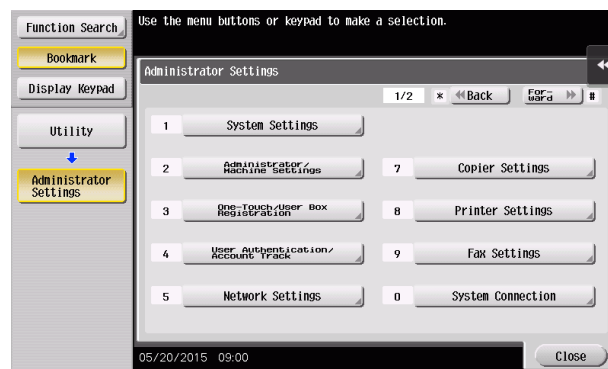 Use the menu buttons or keypad to make a selection.
Function Search
Bookmark
Display Keypad
Utility
Administrator
Settings
Administrator Settings
1/2 * Back For-
ward #
1 System Settings
2 Administrator/
Machine Settings
3 One-Touch/User Box
Registration
4 User Authentication/
Account Track
5 Network Settings
7 Copier Settings
8 Printer Settings
9 Fax Settings
0 System Connection
05/20/2015 09:00
Close